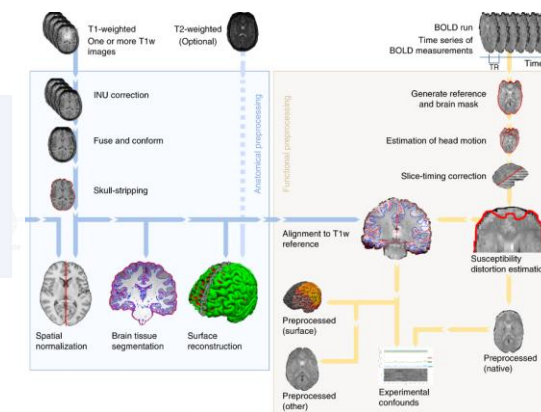 T1-weighted
One or more T1w
images
T2-weighted
(Optional)
BOLD run
Time series of
BOLD measurements
TR
Time
INU correction
Fuse and conform
Skull-stripping
Anatomical preprocessing
Functional preprocessing
Generate reference
and brain mask
Estimation of head motion
Slice-timing correction
Alignment to T1w
reference
Susceptibility
distortion estimation
Spatial
normalization
Brain tissue
segmentation
Surface
reconstruction
Preprocessed
(surface)
Preprocessed
(other)
Experimental
confounds
Preprocessed
(native)